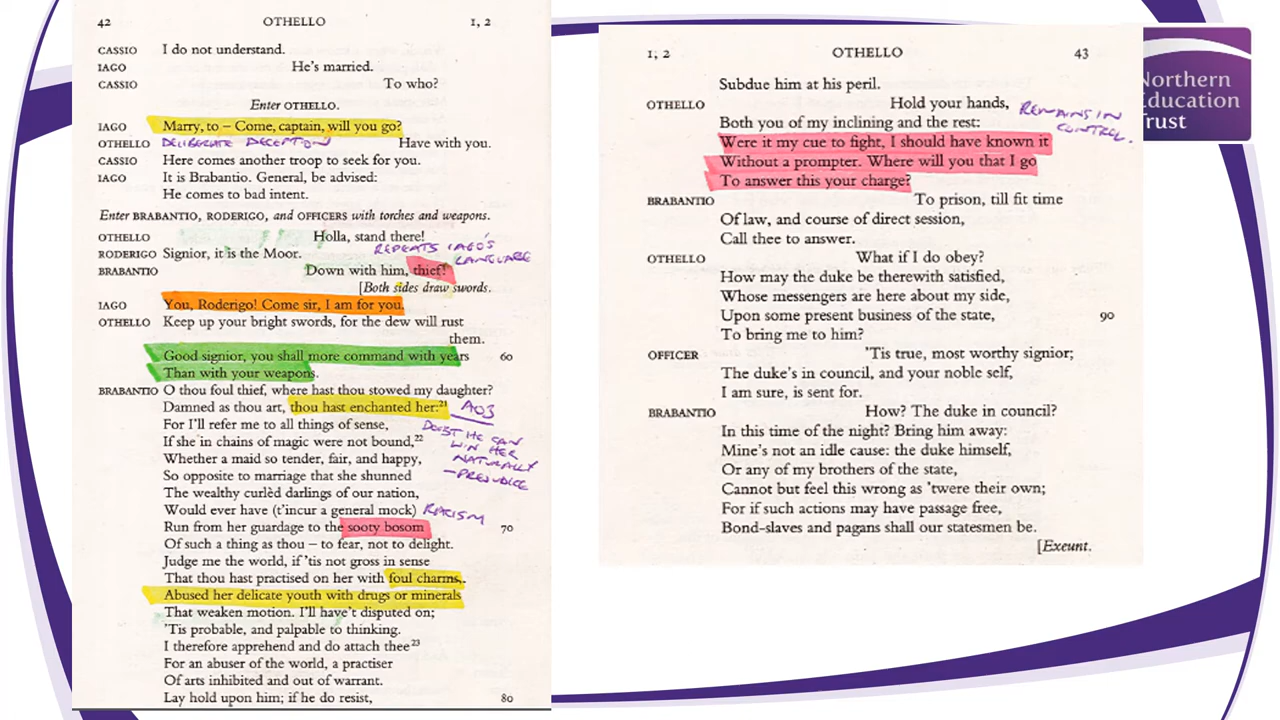 42 OTHELLO 1, 2
CASSIO I do not understand.
IAGO He's married.
CASSIO To who?
Enter OTHELLO.
IAGO Marry, to – Come, captain, will you go?
OTHELLO DELIBERATE DECEPTION Have with you.
CASSIO Here comes another troop to seek for you.
IAGO It is Brabantio. General, be advised:
He comes to bad intent.
Enter BRABANTIO, RODERIGO, and OFFICERS with torches and weapons.
OTHELLO Holla, stand there!
REPEATS IAGO'S
LANGUAGE
RODERIGO Signior, it is the Moor.
BRABANTIO Down with him, thief!
[Both sides draw swords.
IAGO You, Roderigo! Come sir, I am for you.
OTHELLO Keep up your bright swords, for the dew will rust
them.
Good signior, you shall more command with years 60
Than with your weapons.
BRABANTIO O thou foul thief, where hast thou stowed my daughter?
Damned as thou art, thou hast enchanted her:21 AO3
For I'll refer me to all things of sense,
If she in chains of magic were not bound,22
Whether a maid so tender, fair, and happy,
So opposite to marriage that she shunned
The wealthy curlèd darlings of our nation,
DOESN'T HE CAN
WIN HER
NATURALLY
– PREJUDICE
Would ever have (t'incur a general mock) RACISM
Run from her guardage to the sooty bosom 70
Of such a thing as thou – to fear, not to delight.
Judge me the world, if 'tis not gross in sense
That thou hast practised on her with foul charms,
Abused her delicate youth with drugs or minerals
That weaken motion. I'll have't disputed on;
'Tis probable, and palpable to thinking.
I therefore apprehend and do attach thee23
For an abuser of the world, a practiser
Of arts inhibited and out of warrant.
Lay hold upon him; if he do resist, 80
1, 2 OTHELLO 43
Subdue him at his peril.
OTHELLO Hold your hands,
REMAINS IN
CONTROL.
Both you of my inclining and the rest:
Were it my cue to fight, I should have known it
Without a prompter. Where will you that I go
To answer this your charge?
BRABANTIO To prison, till fit time
Of law, and course of direct session,
Call thee to answer.
OTHELLO What if I do obey?
How may the duke be therewith satisfied,
Whose messengers are here about my side,
Upon some present business of the state, 90
To bring me to him?
OFFICER 'Tis true, most worthy signior;
The duke's in council, and your noble self,
I am sure, is sent for.
BRABANTIO How? The duke in council?
In this time of the night? Bring him away:
Mine's not an idle cause: the duke himself,
Or any of my brothers of the state,
Cannot but feel this wrong as 'twere their own;
For if such actions may have passage free,
Bond-slaves and pagans shall our statesmen be.
[Exeunt.
Northern
Education
Trust